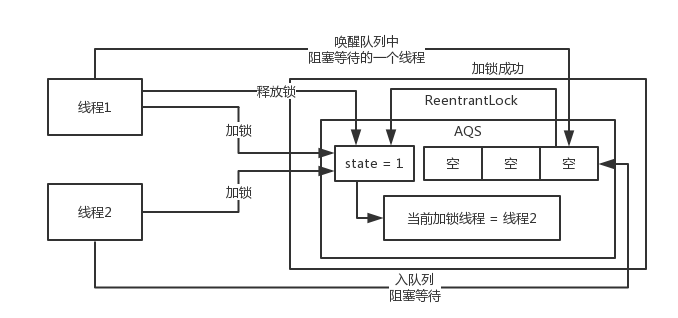 唤醒队列中
阻塞等待的一个线程
加锁成功
线程1
释放锁
ReentrantLock
加锁
AQS
state = 1
空
空
空
加锁
线程2
当前加锁线程 = 线程2
入队列
阻塞等待